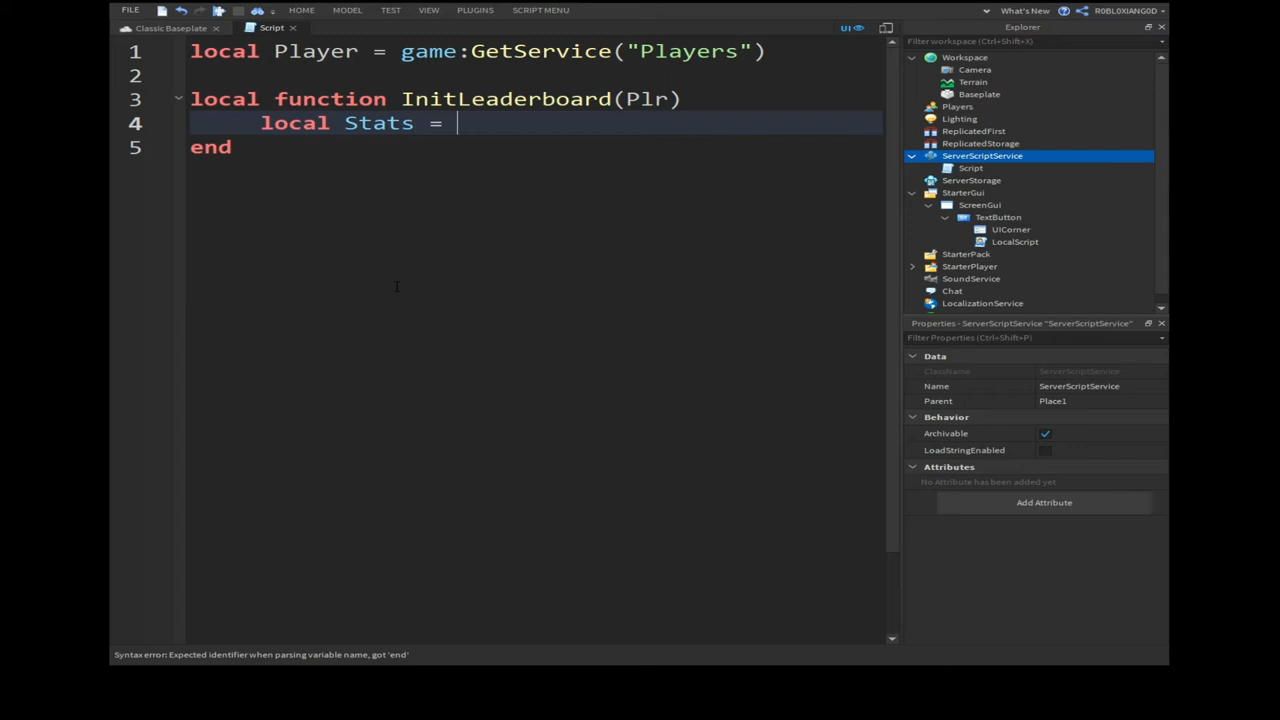 FILE HOME MODEL TEST VIEW PLUGINS SCRIPT MENU What's New R0BL0XIANG0D
Classic Baseplate × Script × UI
Explorer
Filter workspace (Ctrl+Shift+X)
1 local Player = game:GetService("Players")
2
3 local function InitLeaderboard(Plr)
4 local Stats =
5 end
Workspace
Camera
Terrain
Baseplate
Players
Lighting
ReplicatedFirst
ReplicatedStorage
ServerScriptService
Script
ServerStorage
StarterGui
ScreenGui
TextButton
UICorner
LocalScript
StarterPack
StarterPlayer
SoundService
Chat
LocalizationService
Properties - ServerScriptService "ServerScriptService"
Filter Properties (Ctrl+Shift+P)
Data
ClassName ServerScriptService
Name ServerScriptService
Parent Place1
Behavior
Archivable
LoadStringEnabled
Attributes
No Attribute has been added yet
Add Attribute
Syntax error: Expected identifier when parsing variable name, got 'end'